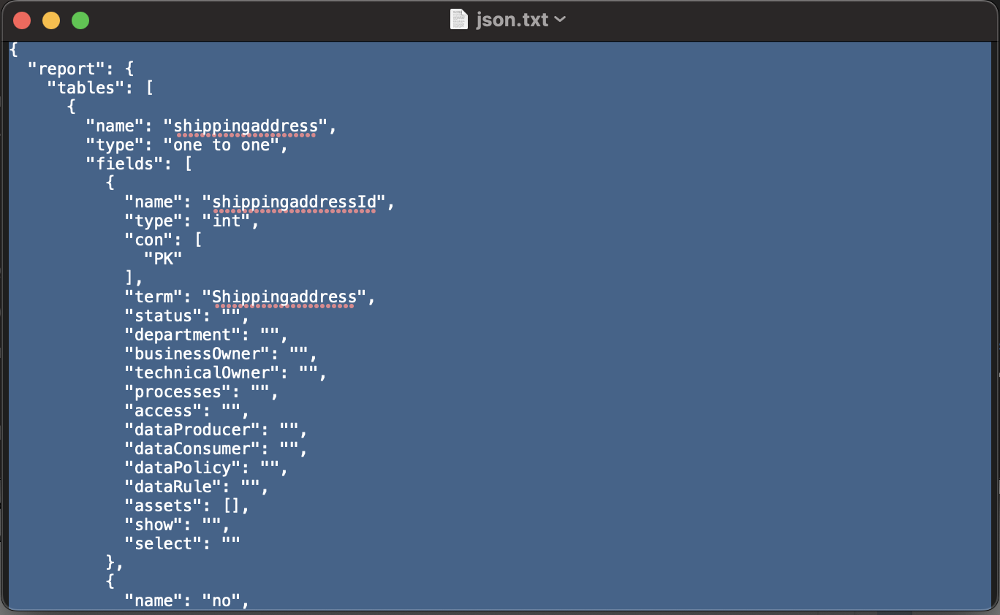 json.txt
{
  "report": {
    "tables": [
      {
        "name": "shippingaddress",
        "type": "one to one",
        "fields": [
          {
            "name": "shippingaddressId",
            "type": "int",
            "con": [
              "PK"
            ],
            "term": "Shippingaddress",
            "status": "",
            "department": "",
            "businessOwner": "",
            "technicalOwner": "",
            "processes": "",
            "access": "",
            "dataProducer": "",
            "dataConsumer": "",
            "dataPolicy": "",
            "dataRule": "",
            "assets": [],
            "show": "",
            "select": ""
          },
          {
            "name": "no",